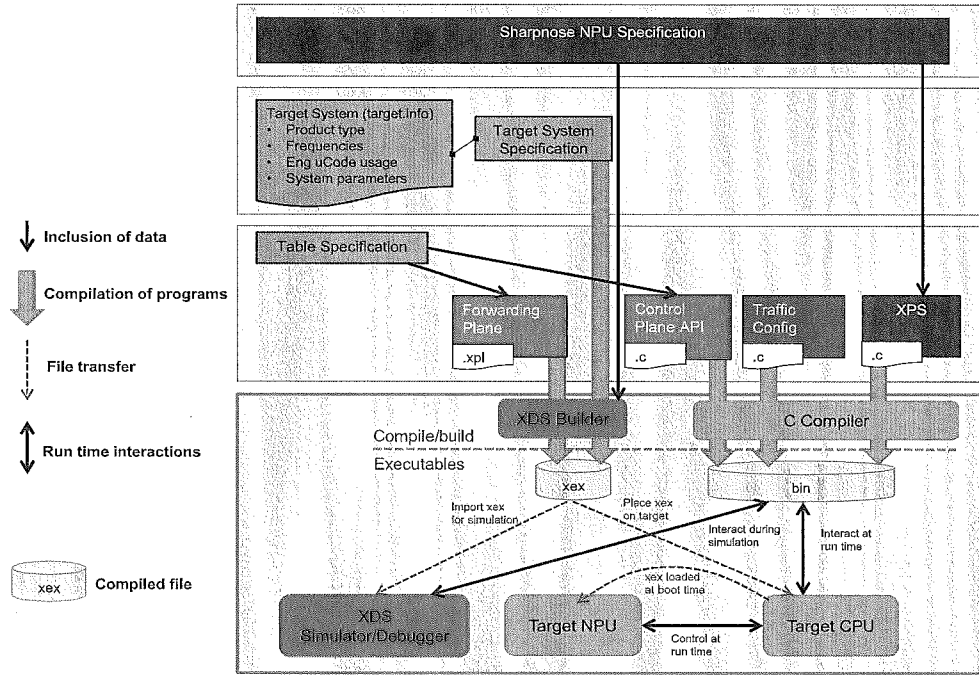 Sharpnose NPU Specification
Target System (target.info)
• Product type
• Frequencies
• Eng uCode usage
• System parameters
Target System
Specification
Inclusion of data
Compilation of programs
File transfer
Run time interactions
xex
Compiled file
Table Specification
Forwarding
Plane
.xpl
Control
Plane API
.c
Traffic
Config
.c
XPS
.c
XDS Builder
C Compiler
Compile/build
Executables
xex
bin
Import xex
for simulation
Place xex
on target
Interact during
simulation
Interact at
run time
xex loaded
at boot time
XDS
Simulator/Debugger
Target NPU
Control at
run time
Target CPU